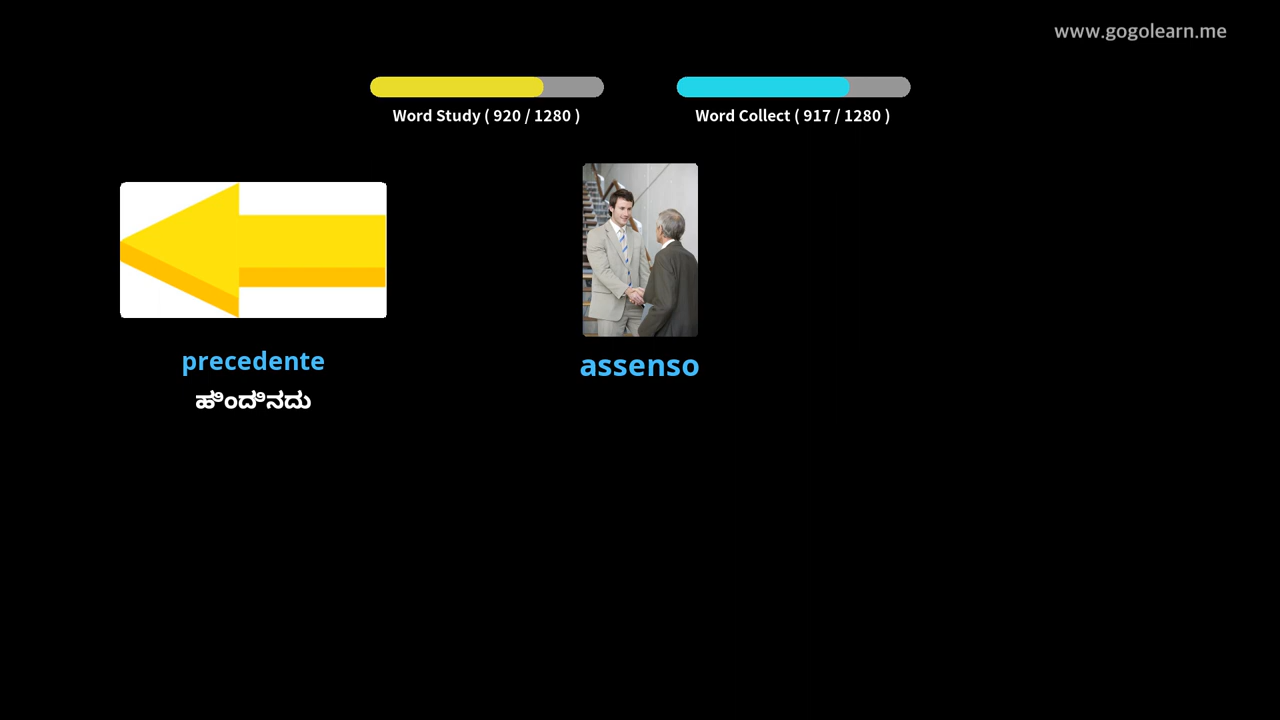 www.gogolearn.me
Word Study ( 920 / 1280 )
Word Collect ( 917 / 1280 )
precedente
ಹಿಂದಿನದು
assenso